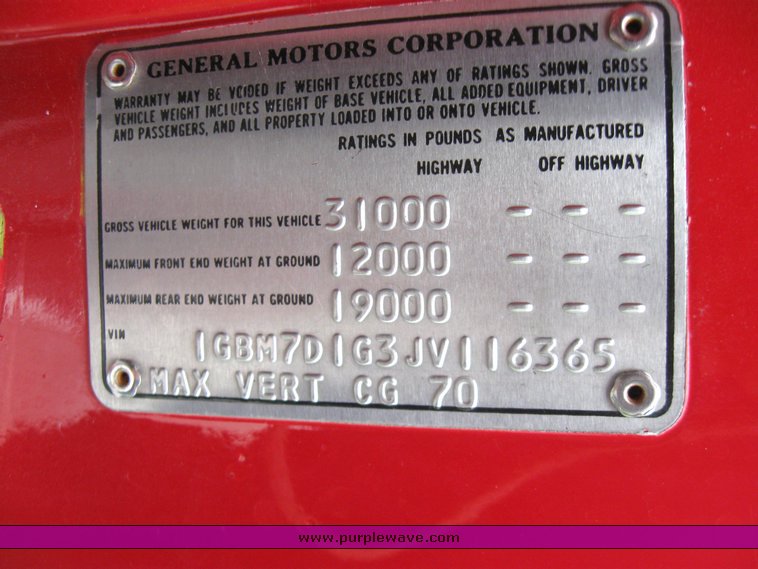 GENERAL MOTORS CORPORATION
WARRANTY MAY BE VOIDED IF WEIGHT EXCEEDS ANY OF RATINGS SHOWN. GROSS
VEHICLE WEIGHT INCLUDES WEIGHT OF BASE VEHICLE, ALL ADDED EQUIPMENT, DRIVER
AND PASSENGERS, AND ALL PROPERTY LOADED INTO OR ONTO VEHICLE.
RATINGS IN POUNDS AS MANUFACTURED
HIGHWAY OFF HIGHWAY
GROSS VEHICLE WEIGHT FOR THIS VEHICLE 31000 - - -
MAXIMUM FRONT END WEIGHT AT GROUND 12000 - - -
MAXIMUM REAR END WEIGHT AT GROUND 19000 - - -
VIN
1GBM7D1G3JV116365
MAX VERT CG 70
www.purplewave.com